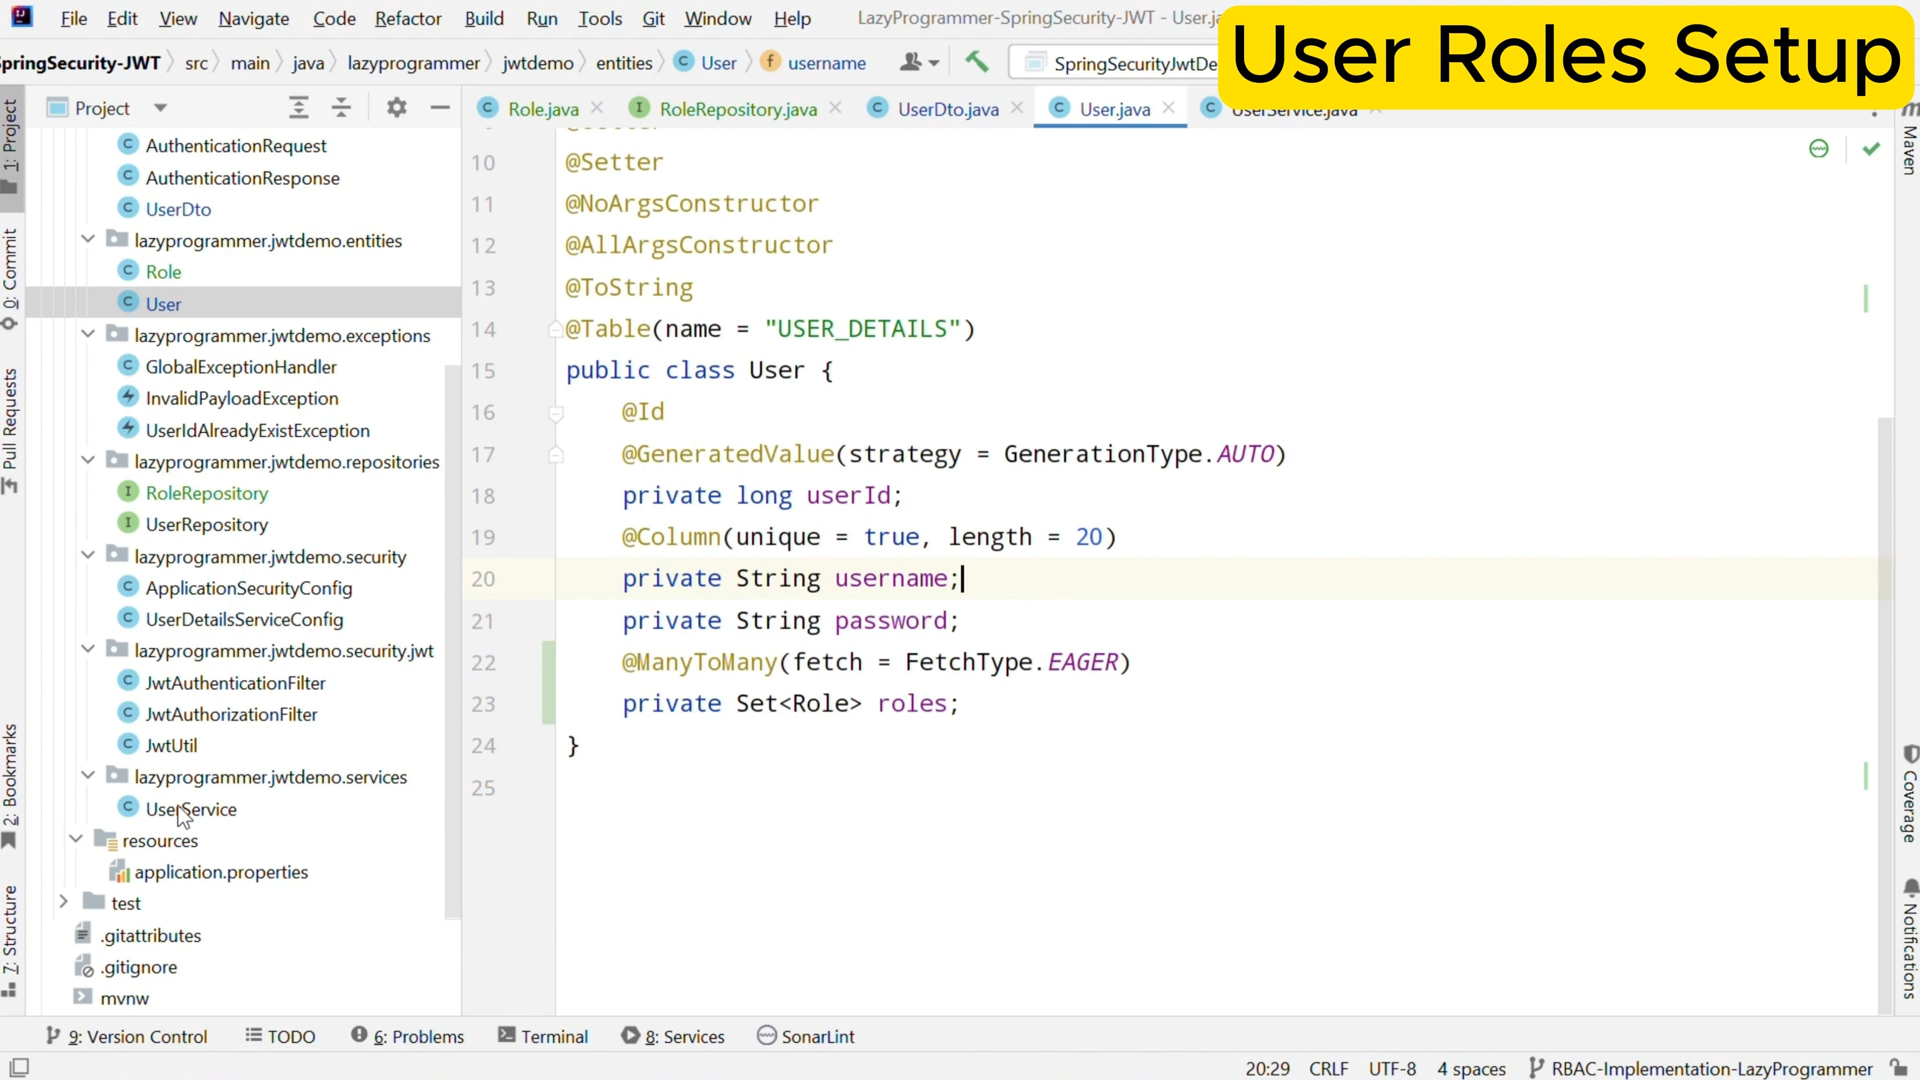 File Edit View Navigate Code Refactor Build Run Tools Git Window Help LazyProgrammer-SpringSecurity-JWT - User.j
User Roles Setup
SpringSecurity-JWT src main java lazyprogrammer jwtdemo entities User username SpringSecurityJwtDe
Project
Role.java RoleRepository.java UserDto.java User.java UserService.java
1: Project
0: Commit
Pull Requests
2: Bookmarks
7: Structure
AuthenticationRequest
AuthenticationResponse
UserDto
lazyprogrammer.jwtdemo.entities
Role
User
lazyprogrammer.jwtdemo.exceptions
GlobalExceptionHandler
InvalidPayloadException
UserIdAlreadyExistException
lazyprogrammer.jwtdemo.repositories
RoleRepository
UserRepository
lazyprogrammer.jwtdemo.security
ApplicationSecurityConfig
UserDetailsServiceConfig
lazyprogrammer.jwtdemo.security.jwt
JwtAuthenticationFilter
JwtAuthorizationFilter
JwtUtil
lazyprogrammer.jwtdemo.services
UserService
resources
application.properties
test
.gitattributes
.gitignore
mvnw
10 @Setter
11 @NoArgsConstructor
12 @AllArgsConstructor
13 @ToString
14 @Table(name = "USER_DETAILS")
15 public class User {
16 @Id
17 @GeneratedValue(strategy = GenerationType.AUTO)
18 private long userId;
19 @Column(unique = true, length = 20)
20 private String username;
21 private String password;
22 @ManyToMany(fetch = FetchType.EAGER)
23 private Set<Role> roles;
24 }
25
Maven
Coverage
Notifications
9: Version Control TODO 6: Problems Terminal 8: Services SonarLint
20:29 CRLF UTF-8 4 spaces RBAC-Implementation-LazyProgrammer